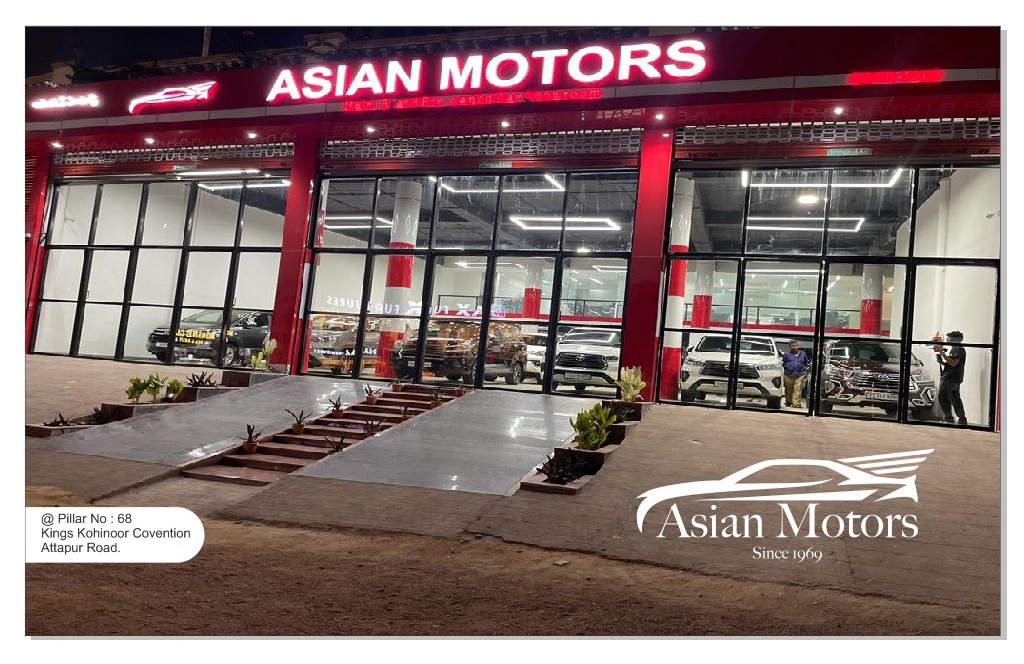 ASIAN MOTORS
@ Pillar No : 68
Kings Kohinoor Covention
Attapur Road.
Asian Motors
Since 1969